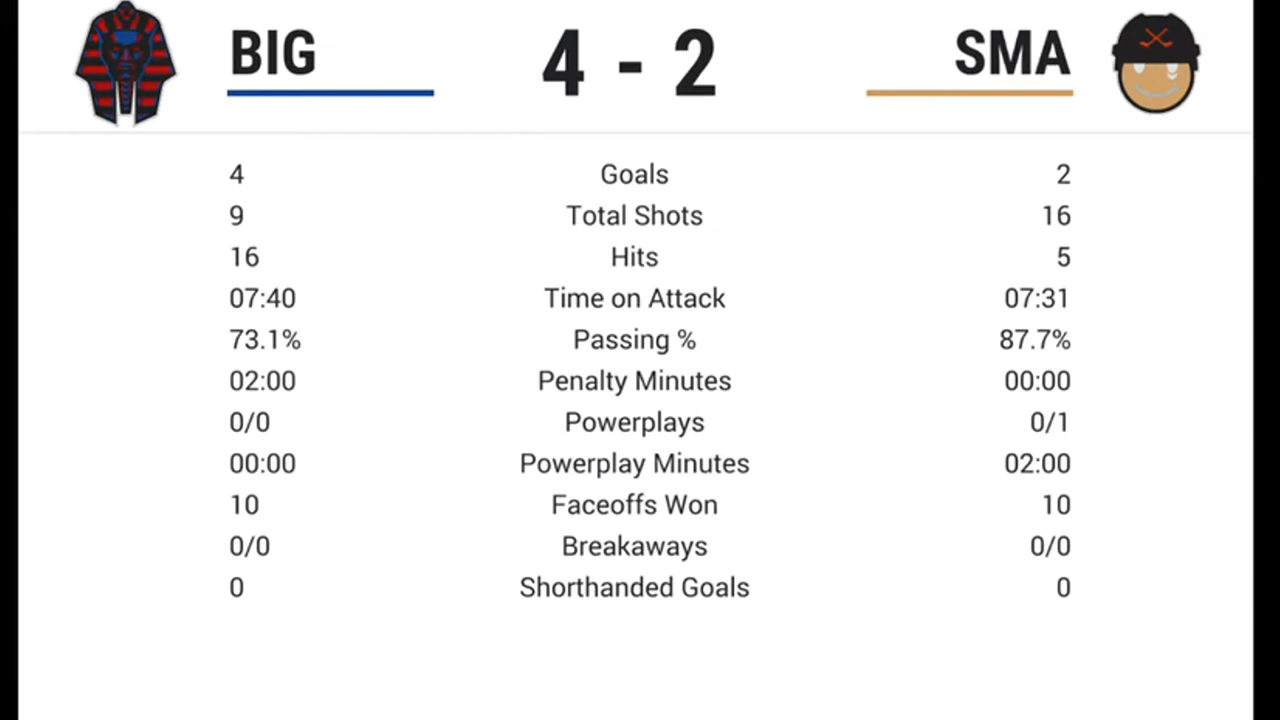 BIG 4 - 2 SMA
4 Goals 2
9 Total Shots 16
16 Hits 5
07:40 Time on Attack 07:31
73.1% Passing % 87.7%
02:00 Penalty Minutes 00:00
0/0 Powerplays 0/1
00:00 Powerplay Minutes 02:00
10 Faceoffs Won 10
0/0 Breakaways 0/0
0 Shorthanded Goals 0